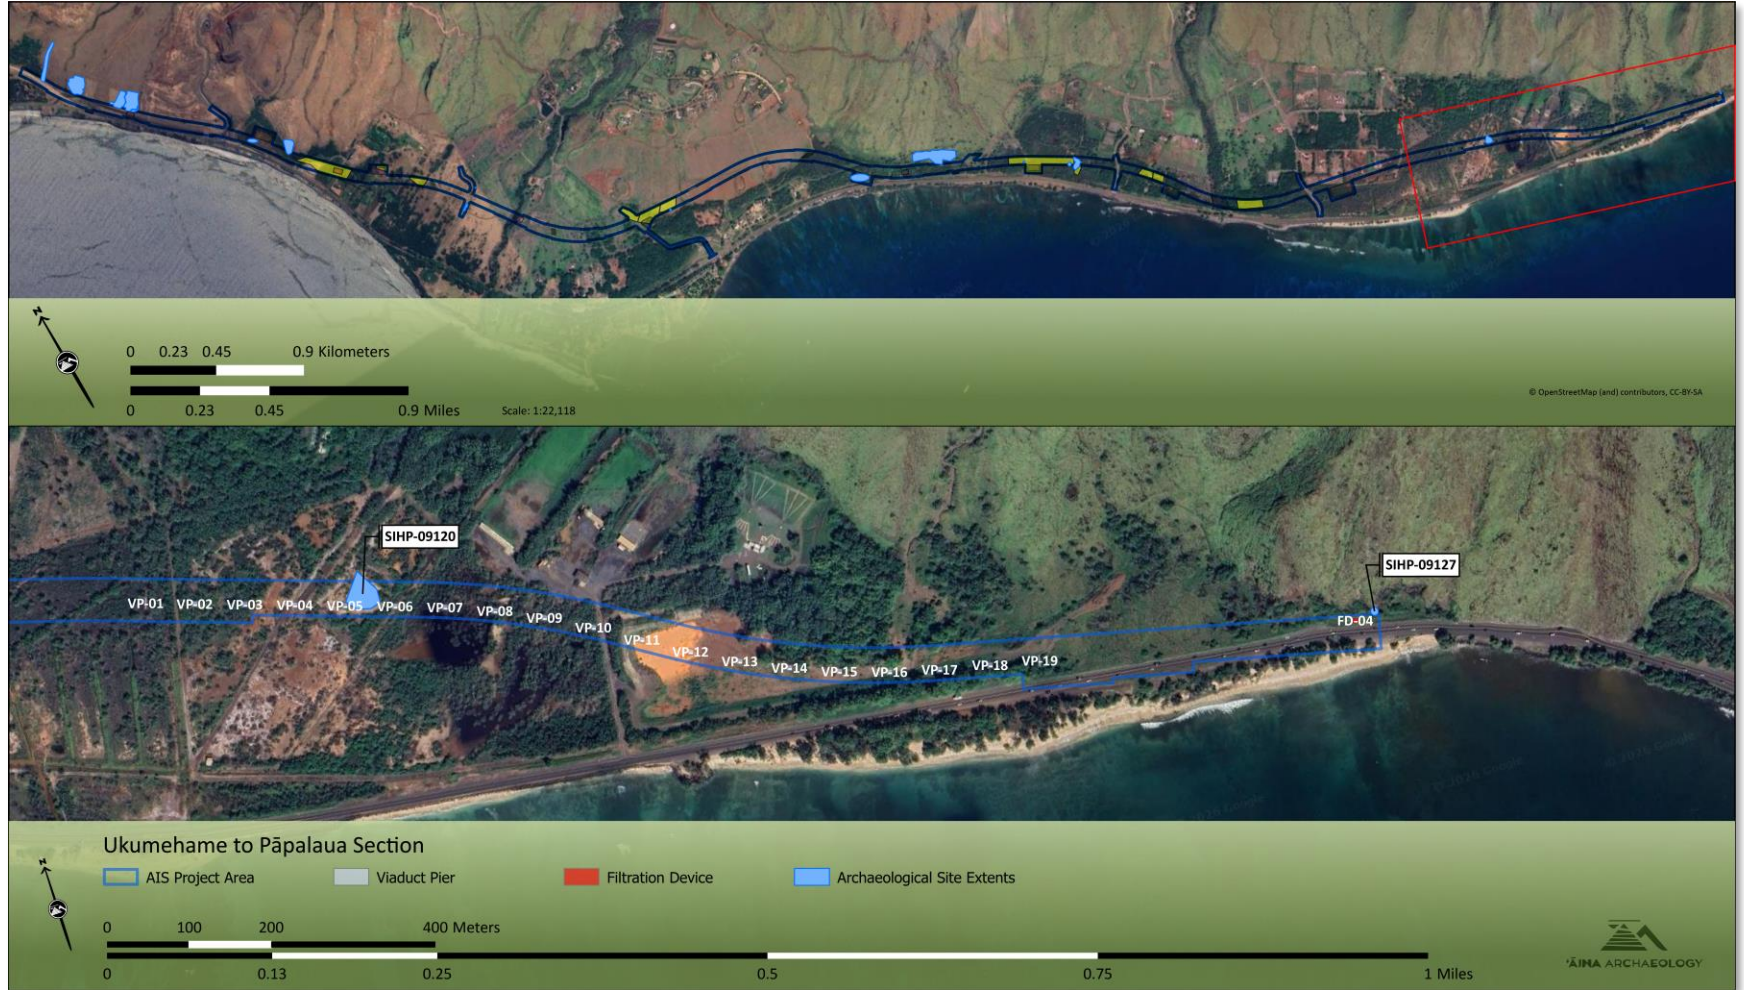 N
0 0.23 0.45 0.9 Kilometers
0 0.23 0.45 0.9 Miles
Scale: 1:22,118
© OpenStreetMap (and) contributors, CC-BY-SA
SIHP-09120
SIHP-09127
VP-01 VP-02 VP-03 VP-04 VP-05 VP-06 VP-07 VP-08 VP-09 VP-10 VP-11 VP-12 VP-13 VP-14 VP-15 VP-16 VP-17 VP-18 VP-19
FD-04
Ukumehame to Pāpalaua Section
AIS Project Area
Viaduct Pier
Filtration Device
Archaeological Site Extents
N
0 100 200 400 Meters
0 0.13 0.25 0.5 0.75 1 Miles
ʻĀINA ARCHAEOLOGY